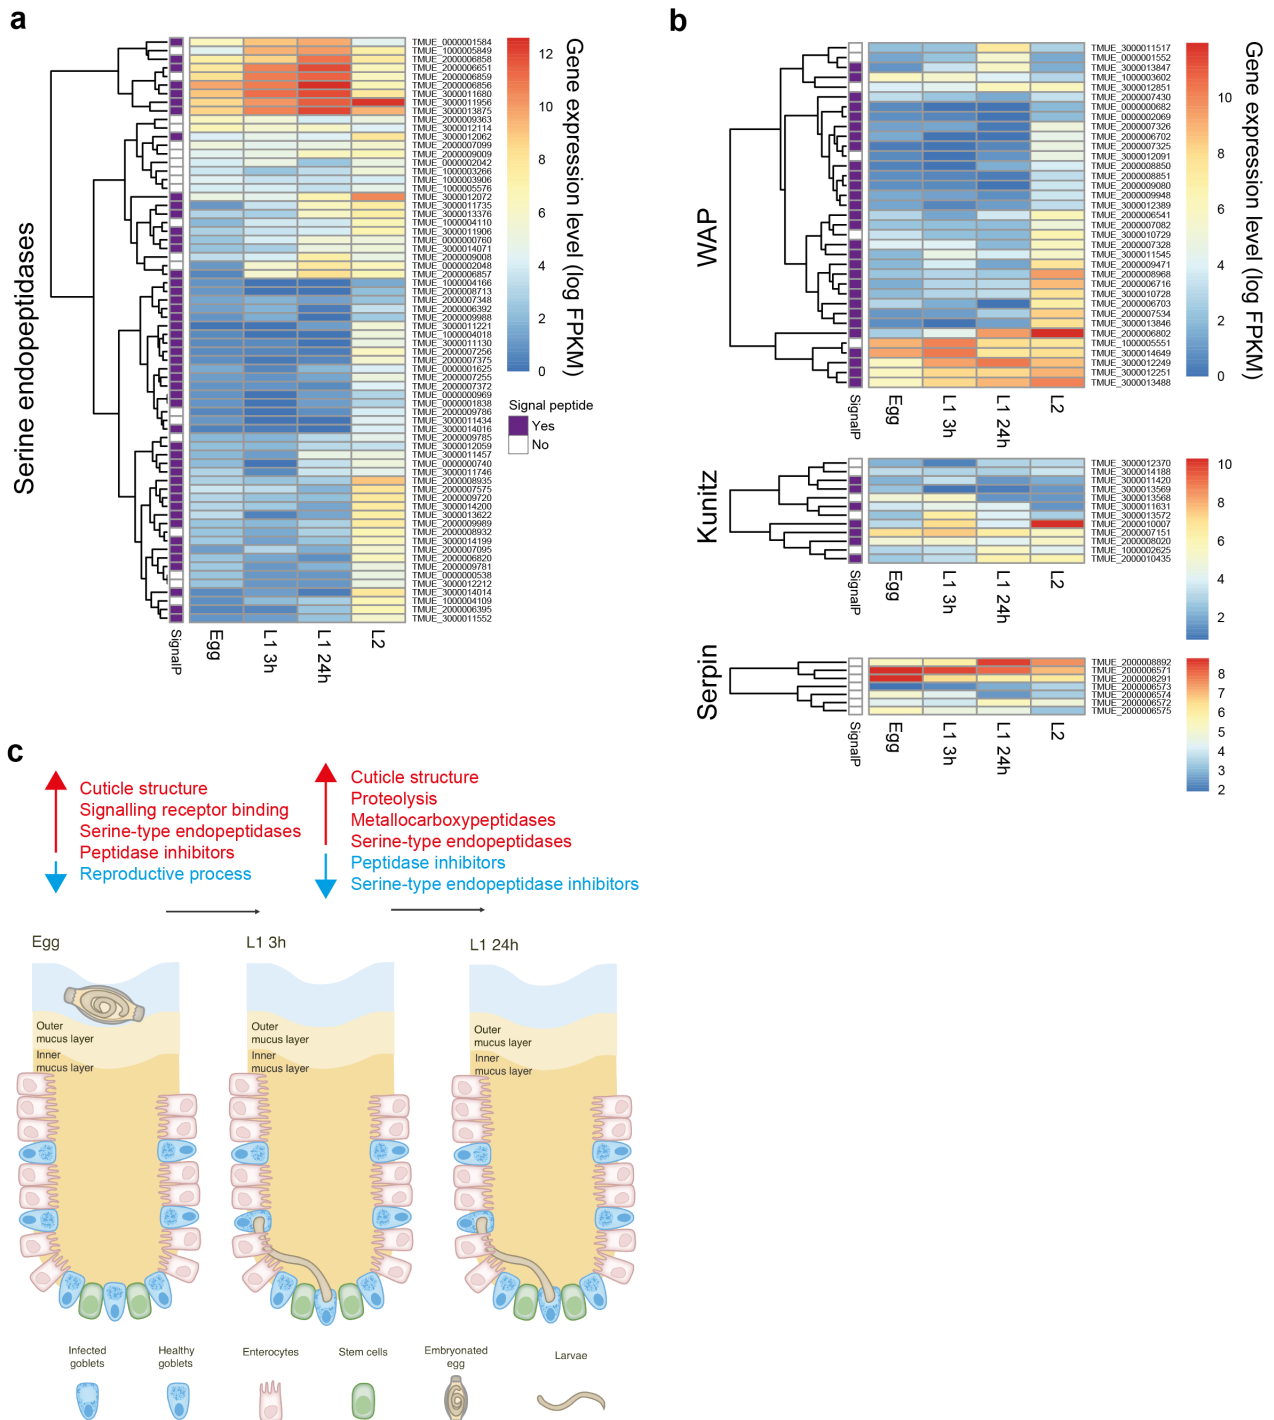 a
Serine endopeptidases
TMUE_0000001584
TMUE_1000005849
TMUE_2000006858
TMUE_2000006651
TMUE_2000006859
TMUE_2000006856
TMUE_3000011680
TMUE_3000011956
TMUE_3000013875
TMUE_2000009363
TMUE_3000012114
TMUE_3000012062
TMUE_2000007099
TMUE_2000009009
TMUE_0000002042
TMUE_1000003266
TMUE_1000003906
TMUE_1000005576
TMUE_3000012072
TMUE_3000011735
TMUE_3000013376
TMUE_1000004110
TMUE_3000011906
TMUE_0000000760
TMUE_3000014071
TMUE_2000009008
TMUE_0000002048
TMUE_2000006857
TMUE_1000004166
TMUE_2000008713
TMUE_2000007348
TMUE_2000006392
TMUE_2000009988
TMUE_3000011221
TMUE_1000004018
TMUE_3000011130
TMUE_2000007256
TMUE_2000007375
TMUE_0000001625
TMUE_2000007255
TMUE_2000007372
TMUE_0000000969
TMUE_0000001838
TMUE_2000009786
TMUE_3000011434
TMUE_3000014016
TMUE_2000009785
TMUE_3000012059
TMUE_3000011457
TMUE_0000000740
TMUE_3000011746
TMUE_2000008935
TMUE_2000007575
TMUE_2000009720
TMUE_3000014200
TMUE_3000013622
TMUE_2000009989
TMUE_2000008932
TMUE_3000014199
TMUE_2000007095
TMUE_2000006820
TMUE_2000009781
TMUE_0000000538
TMUE_3000012212
TMUE_3000014014
TMUE_1000004109
TMUE_2000006395
TMUE_3000011552
SignalP
Egg
L1 3h
L1 24h
L2
12
10
8
6
4
2
0
Gene expression level (log FPKM)
Signal peptide
Yes
No
b
WAP
TMUE_3000011517
TMUE_0000001552
TMUE_3000013847
TMUE_1000003602
TMUE_3000012851
TMUE_2000007430
TMUE_0000000682
TMUE_0000002069
TMUE_2000007326
TMUE_2000006702
TMUE_2000007325
TMUE_3000012091
TMUE_2000008850
TMUE_2000008851
TMUE_2000009080
TMUE_2000009948
TMUE_3000012389
TMUE_2000006541
TMUE_2000007082
TMUE_3000010729
TMUE_2000007328
TMUE_3000011545
TMUE_2000009471
TMUE_2000008968
TMUE_2000006716
TMUE_3000010728
TMUE_2000006703
TMUE_2000007534
TMUE_3000013846
TMUE_2000006802
TMUE_1000005551
TMUE_3000014649
TMUE_3000012249
TMUE_3000012251
TMUE_3000013488
SignalP
Egg
L1 3h
L1 24h
L2
10
8
6
4
2
0
Gene expression level (log FPKM)
Kunitz
TMUE_3000012370
TMUE_3000014188
TMUE_3000011420
TMUE_3000013569
TMUE_3000013568
TMUE_3000011631
TMUE_3000013572
TMUE_2000010007
TMUE_2000007151
TMUE_2000008020
TMUE_1000002625
TMUE_2000010435
SignalP
Egg
L1 3h
L1 24h
L2
10
8
6
4
2
Serpin
TMUE_2000008892
TMUE_2000006571
TMUE_2000008291
TMUE_2000006573
TMUE_2000006574
TMUE_2000006572
TMUE_2000006575
SignalP
Egg
L1 3h
L1 24h
L2
8
7
6
5
4
3
2
c
Cuticle structure
Signalling receptor binding
Serine-type endopeptidases
Peptidase inhibitors
Reproductive process
Cuticle structure
Proteolysis
Metallocarboxypeptidases
Serine-type endopeptidases
Peptidase inhibitors
Serine-type endopeptidase inhibitors
Egg
L1 3h
L1 24h
Outer
mucus layer
Inner
mucus layer
Outer
mucus layer
Inner
mucus layer
Outer
mucus layer
Inner
mucus layer
Infected
goblets
Healthy
goblets
Enterocytes
Stem cells
Embryonated
egg
Larvae